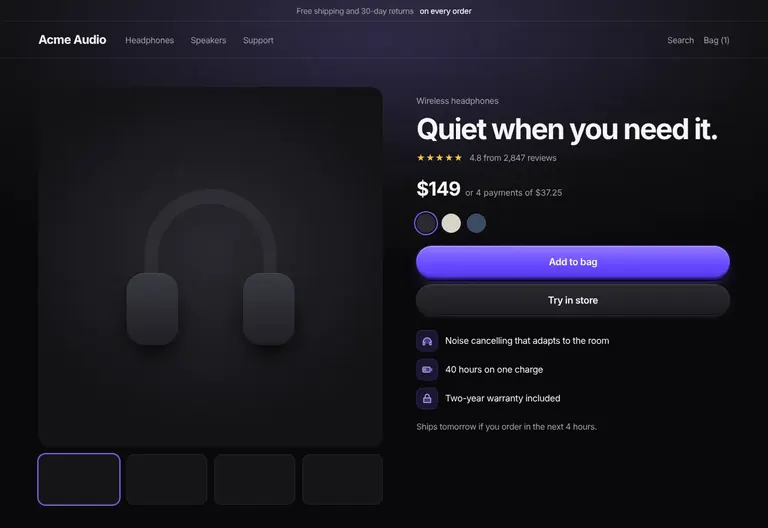 Free shipping and 30-day returns on every order
Acme Audio Headphones Speakers Support Search Bag (1)
Wireless headphones
Quiet when you need it.
★★★★★ 4.8 from 2,847 reviews
$149 or 4 payments of $37.25
Add to bag
Try in store
Noise cancelling that adapts to the room
40 hours on one charge
Two-year warranty included
Ships tomorrow if you order in the next 4 hours.